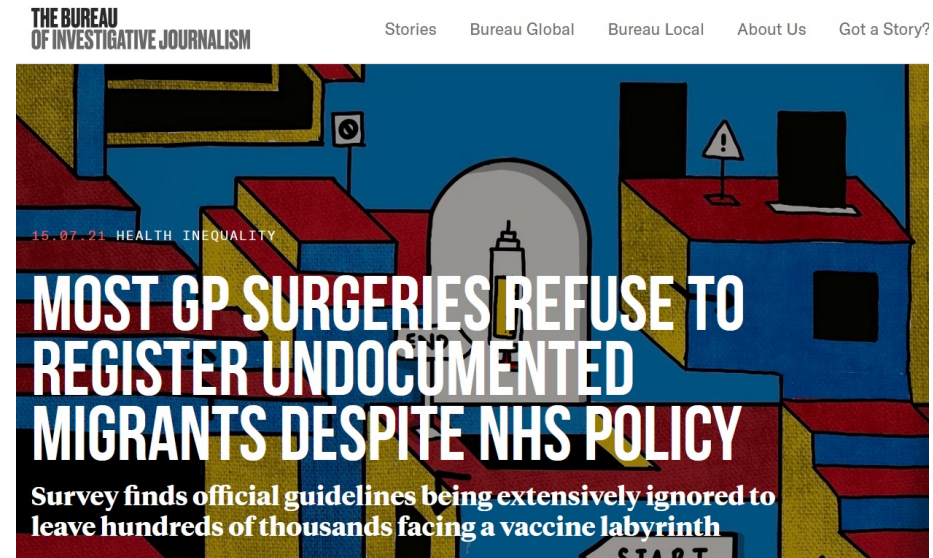 THE BUREAU
OF INVESTIGATIVE JOURNALISM
Stories Bureau Global Bureau Local About Us Got a Story?
15.07.21 HEALTH INEQUALITY
MOST GP SURGERIES REFUSE TO
REGISTER UNDOCUMENTED
MIGRANTS DESPITE NHS POLICY
END
Survey finds official guidelines being extensively ignored to
leave hundreds of thousands facing a vaccine labyrinth
START